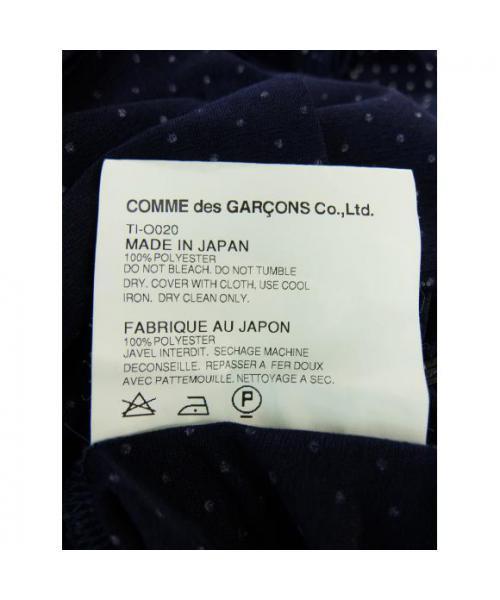 COMME des GARÇONS Co.,Ltd.
TI-O020
MADE IN JAPAN
100% POLYESTER
DO NOT BLEACH. DO NOT TUMBLE
DRY. COVER WITH CLOTH, USE COOL
IRON. DRY CLEAN ONLY.
FABRIQUE AU JAPON
100% POLYESTER
JAVEL INTERDIT. SECHAGE MACHINE
DECONSEILLE. REPASSER A FER DOUX
AVEC PATTEMOUILLE. NETTOYAGE A SEC.
P